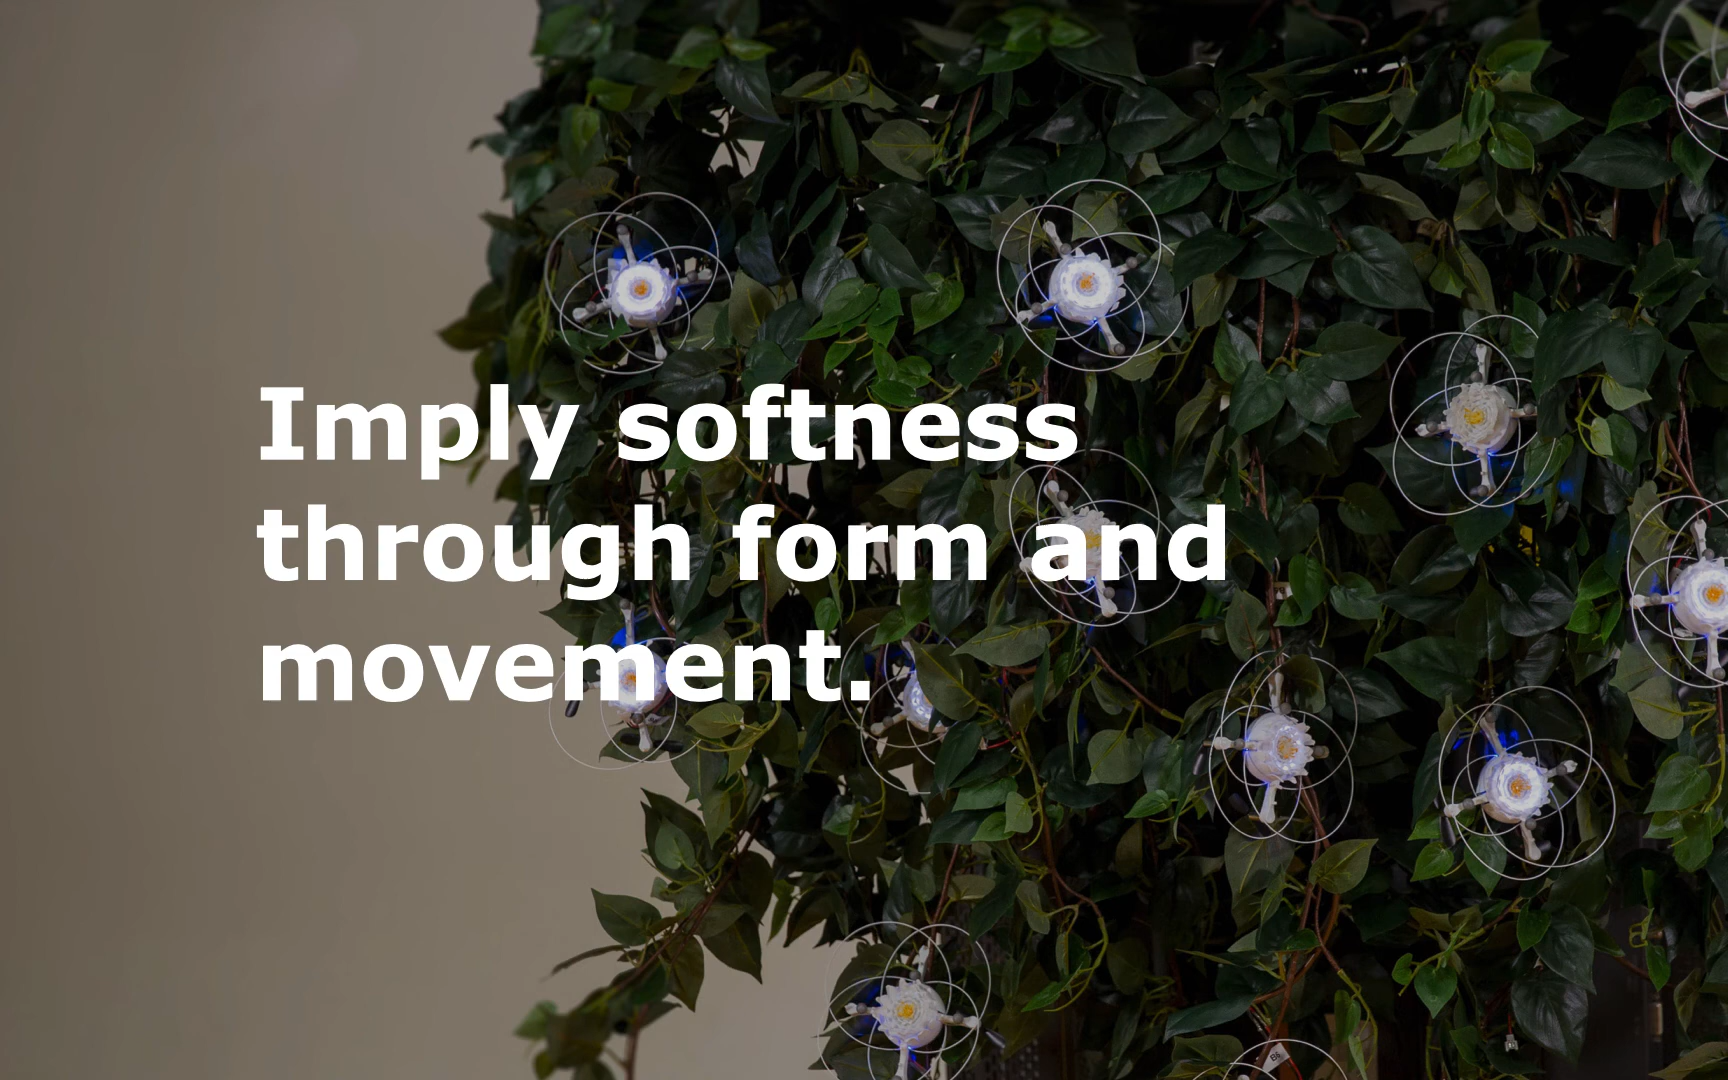 Imply softness
through form and
movement.